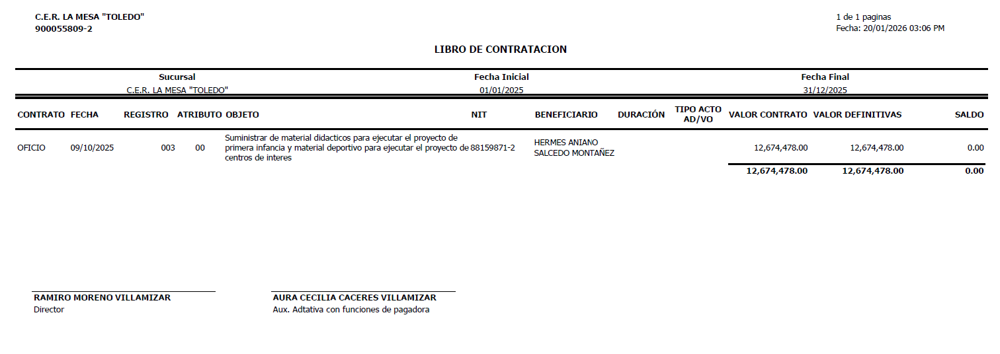 C.E.R. LA MESA "TOLEDO"
900055809-2
1 de 1 paginas
Fecha: 20/01/2026 03:06 PM
LIBRO DE CONTRATACION
Sucursal Fecha Inicial Fecha Final
C.E.R. LA MESA "TOLEDO" 01/01/2025 31/12/2025
CONTRATO FECHA REGISTRO ATRIBUTO OBJETO NIT BENEFICIARIO DURACIÓN TIPO ACTO AD/VO VALOR CONTRATO VALOR DEFINITIVAS SALDO
OFICIO 09/10/2025 003 00 Suministrar de material didacticos para ejecutar el proyecto de
primera infancia y material deportivo para ejecutar el proyecto de
centros de interes
88159871-2
HERMES ANIANO
SALCEDO MONTAÑEZ
12,674,478.00 12,674,478.00 0.00
12,674,478.00 12,674,478.00 0.00
RAMIRO MORENO VILLAMIZAR
Director
AURA CECILIA CACERES VILLAMIZAR
Aux. Adtativa con funciones de pagadora